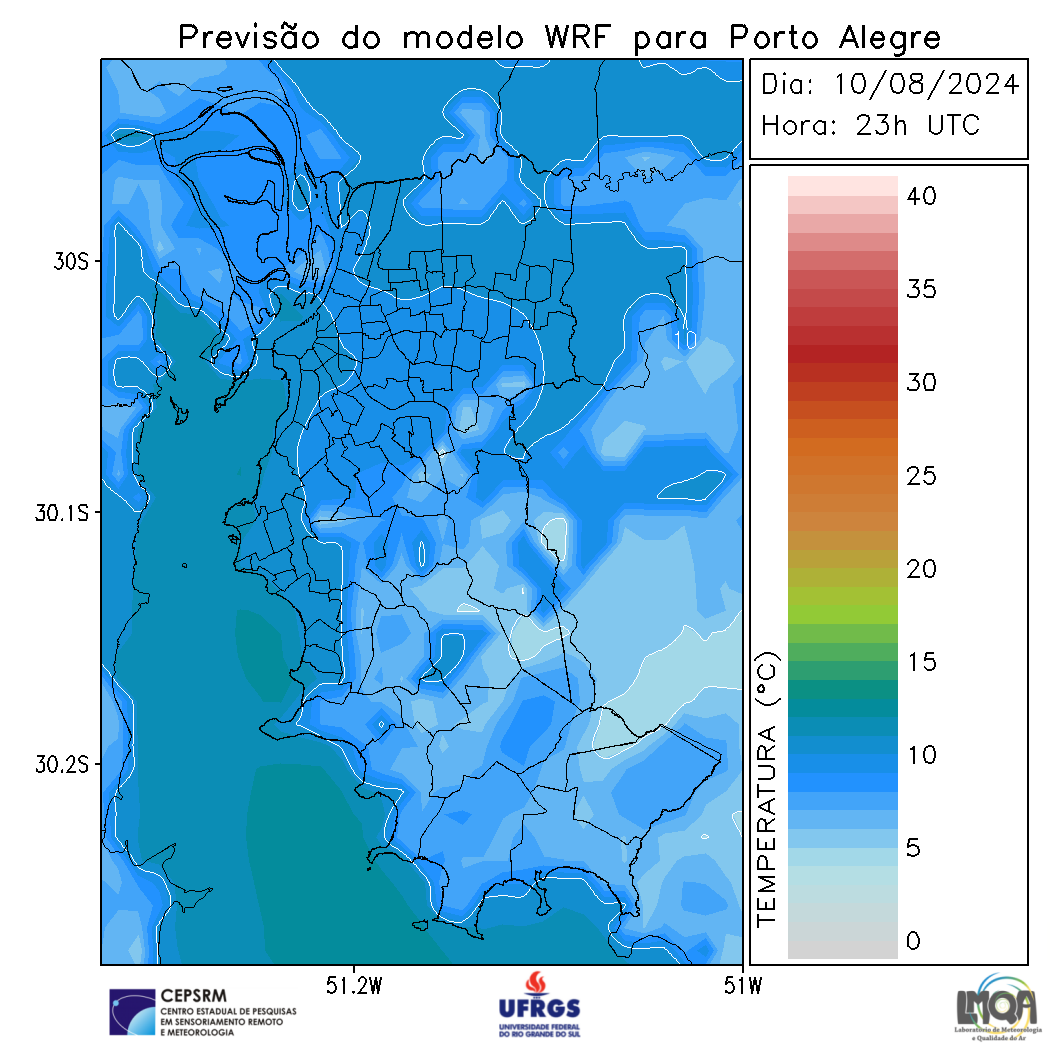 Previsão do modelo WRF para Porto Alegre
Dia: 10/08/2024
Hora: 23h UTC
40
35
30
25
20
15
10
5
0
TEMPERATURA (°C)
30S
30.1S
30.2S
10
51.2W
51W
CEPSRM
CENTRO ESTADUAL DE PESQUISAS
EM SENSORIAMENTO REMOTO
E METEOROLOGIA
UFRGS
UNIVERSIDADE FEDERAL
DO RIO GRANDE DO SUL
LMQA
Laboratório de Meteorologia
e Qualidade do Ar